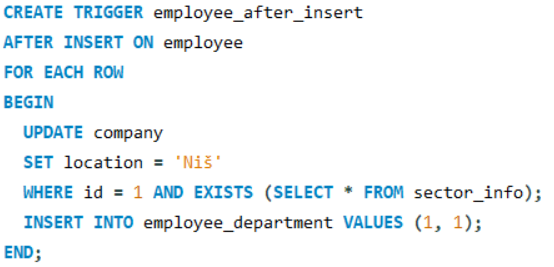 CREATE TRIGGER employee_after_insert
AFTER INSERT ON employee
FOR EACH ROW
BEGIN
  UPDATE company
  SET location = 'Niš'
  WHERE id = 1 AND EXISTS (SELECT * FROM sector_info);
  INSERT INTO employee_department VALUES (1, 1);
END;